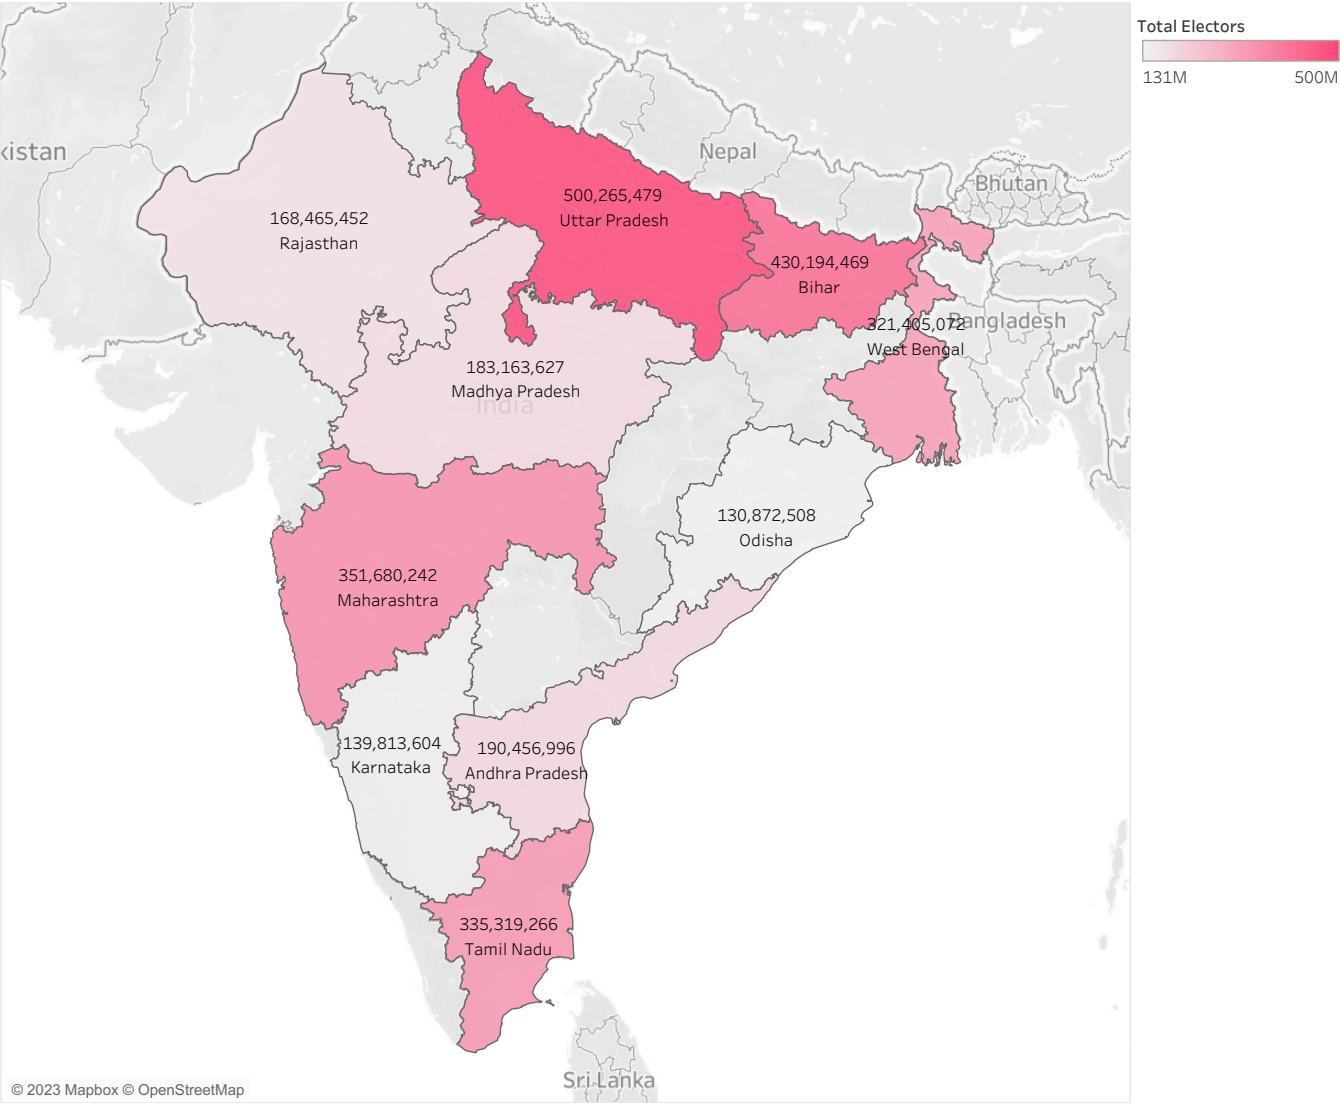 Total Electors
131M 500M
kistan
Nepal
Bhutan
500,265,479
Uttar Pradesh
168,465,452
Rajasthan
430,194,469
Bihar
321,405,072
West Bengal
Bangladesh
183,163,627
Madhya Pradesh
India
130,872,508
Odisha
351,680,242
Maharashtra
139,813,604
Karnataka
190,456,996
Andhra Pradesh
335,319,266
Tamil Nadu
Sri Lanka
© 2023 Mapbox © OpenStreetMap